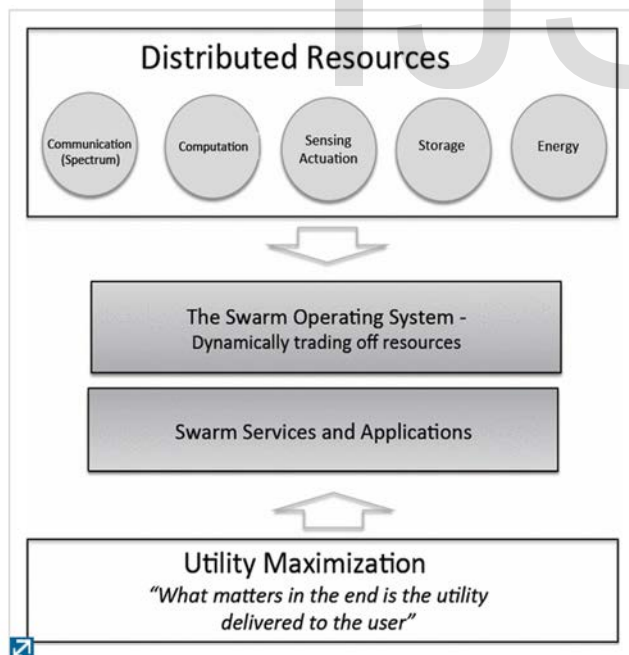 Distributed Resources
Communication
(Spectrum)
Computation
Sensing
Actuation
Storage
Energy
The Swarm Operating System -
Dynamically trading off resources
Swarm Services and Applications
Utility Maximization
“What matters in the end is the utility
delivered to the user”